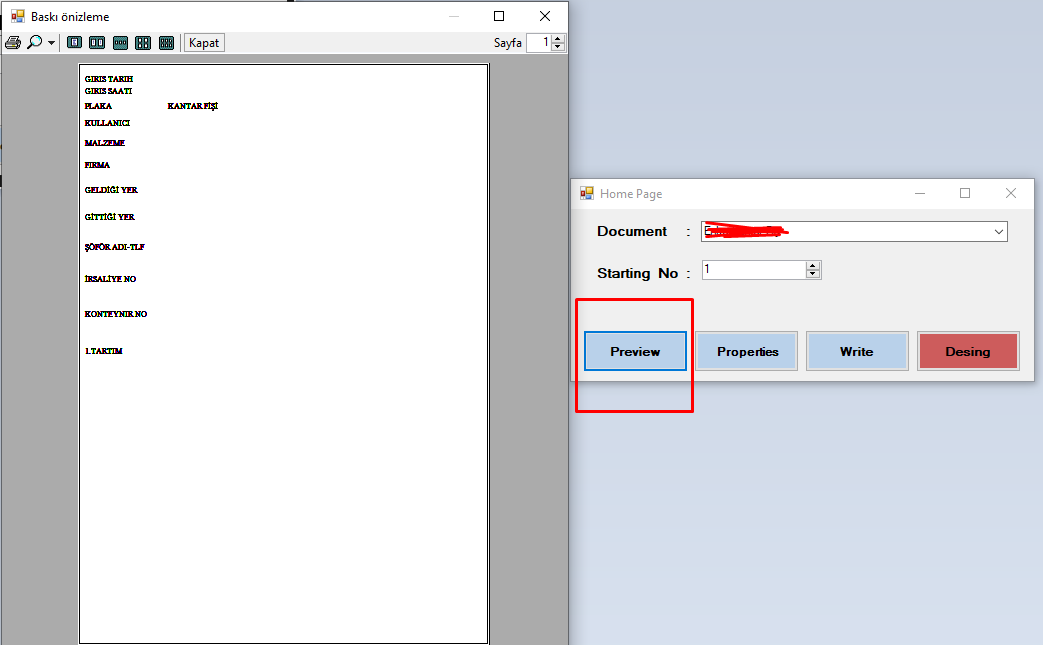 Baskı önizleme
Kapat
Sayfa 1
GIRIS TARIH
GIRIS SAATI
PLAKA KANTAR FİŞİ
KULLANICI
MALZEME
FIRMA
GELDİĞİ YER
GİTTİĞİ YER
ŞÖFÖR ADI-TLF
İRSALİYE NO
KONTEYNIR NO
1.TARTIM
Home Page
Document :
Starting No : 1
Preview Properties Write Desing